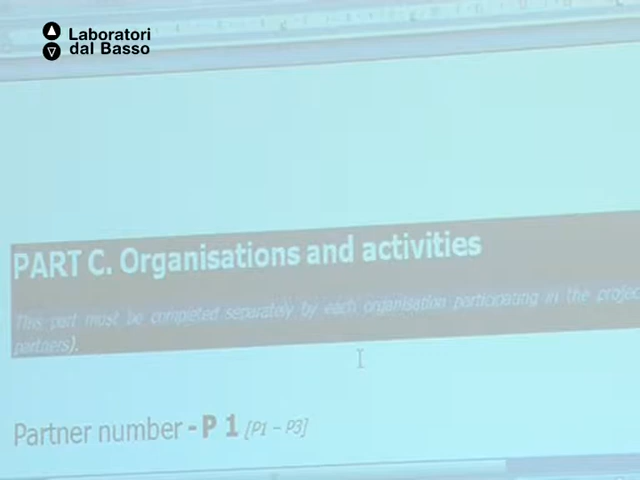 Laboratori
dal Basso
PART C. Organisations and activities
This part must be completed separately by each organisation participating in the projec
partners).
Partner number - P 1 [P1 – P3]